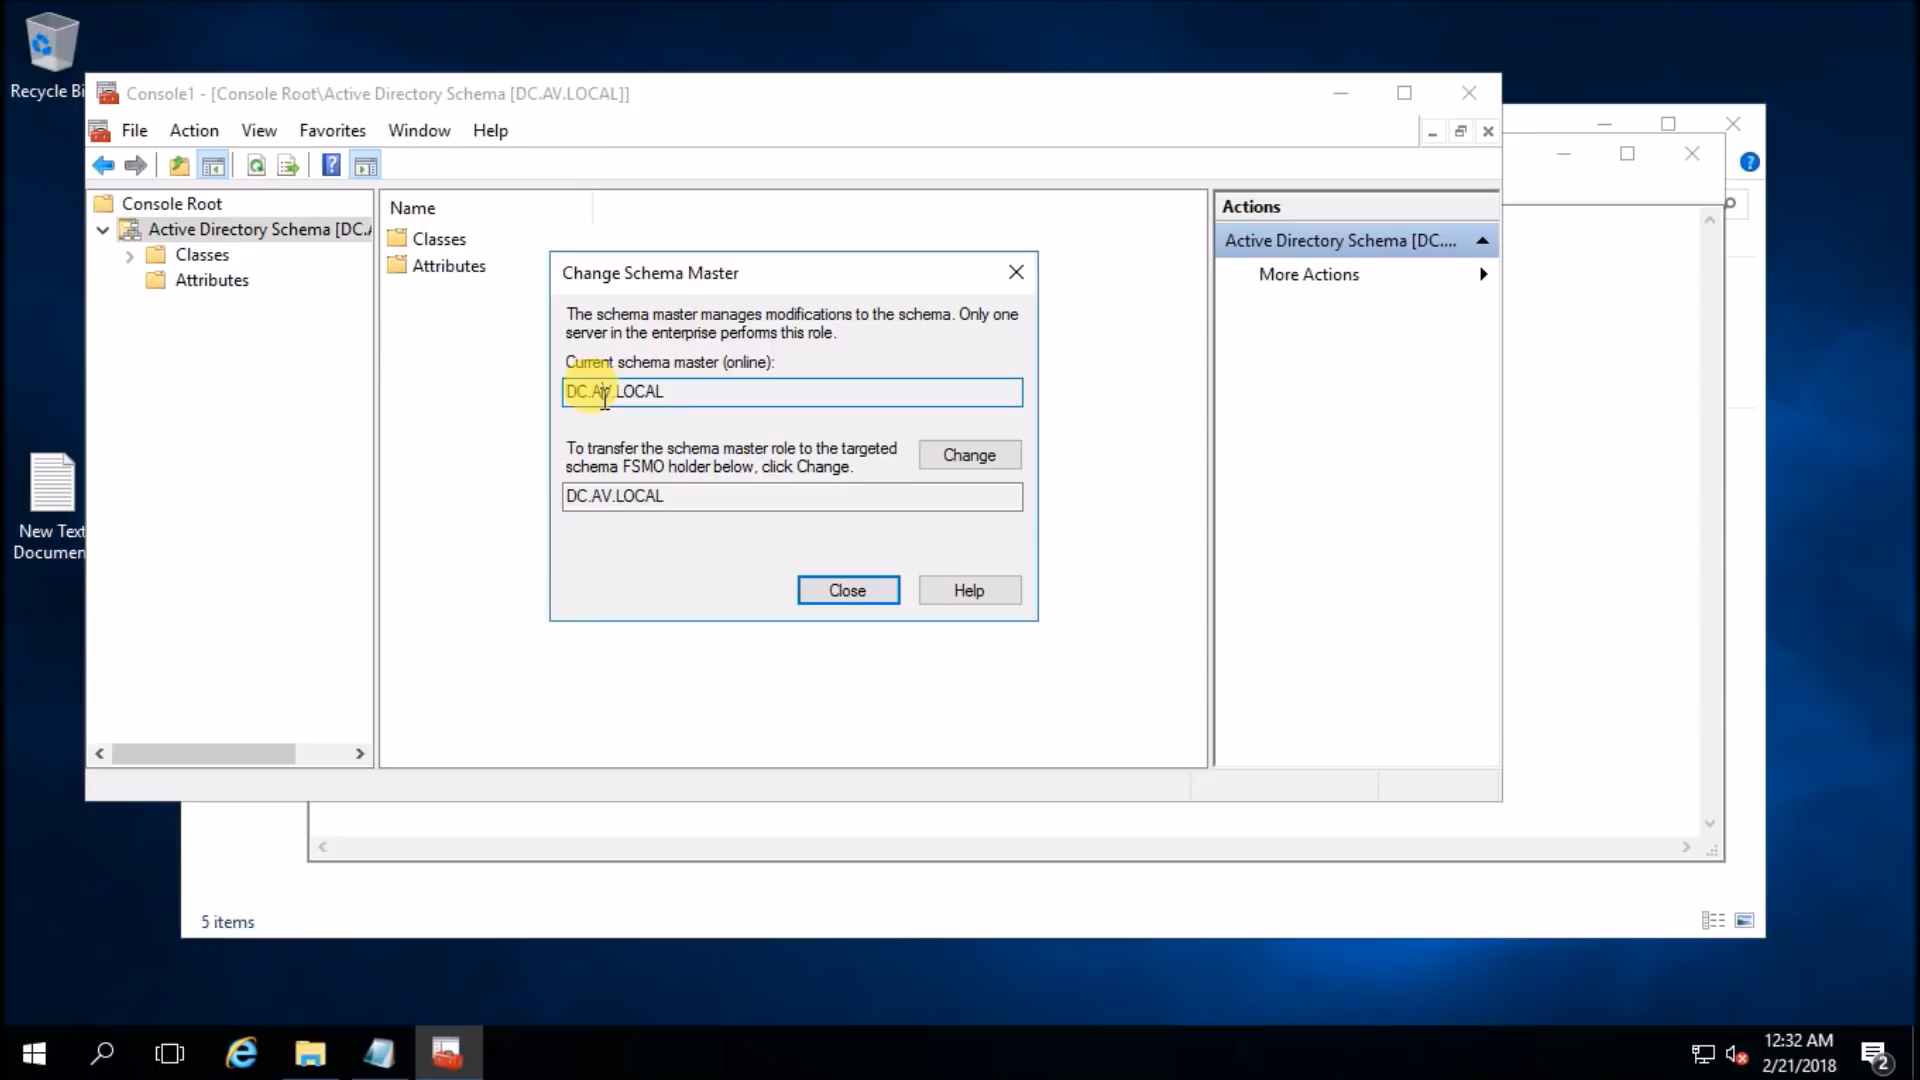 Recycle Bi
Console1 - [Console Root\Active Directory Schema [DC.AV.LOCAL]]
File
Action
View
Favorites
Window
Help
Console Root
Active Directory Schema [DC.
Classes
Attributes
Name
Classes
Attributes
Actions
Active Directory Schema [DC....
More Actions
Change Schema Master
The schema master manages modifications to the schema. Only one
server in the enterprise performs this role.
Current schema master (online):
DC.AV.LOCAL
To transfer the schema master role to the targeted
schema FSMO holder below, click Change.
Change
DC.AV.LOCAL
Close
Help
New Text
Documen
5 items
12:32 AM
2/21/2018
2